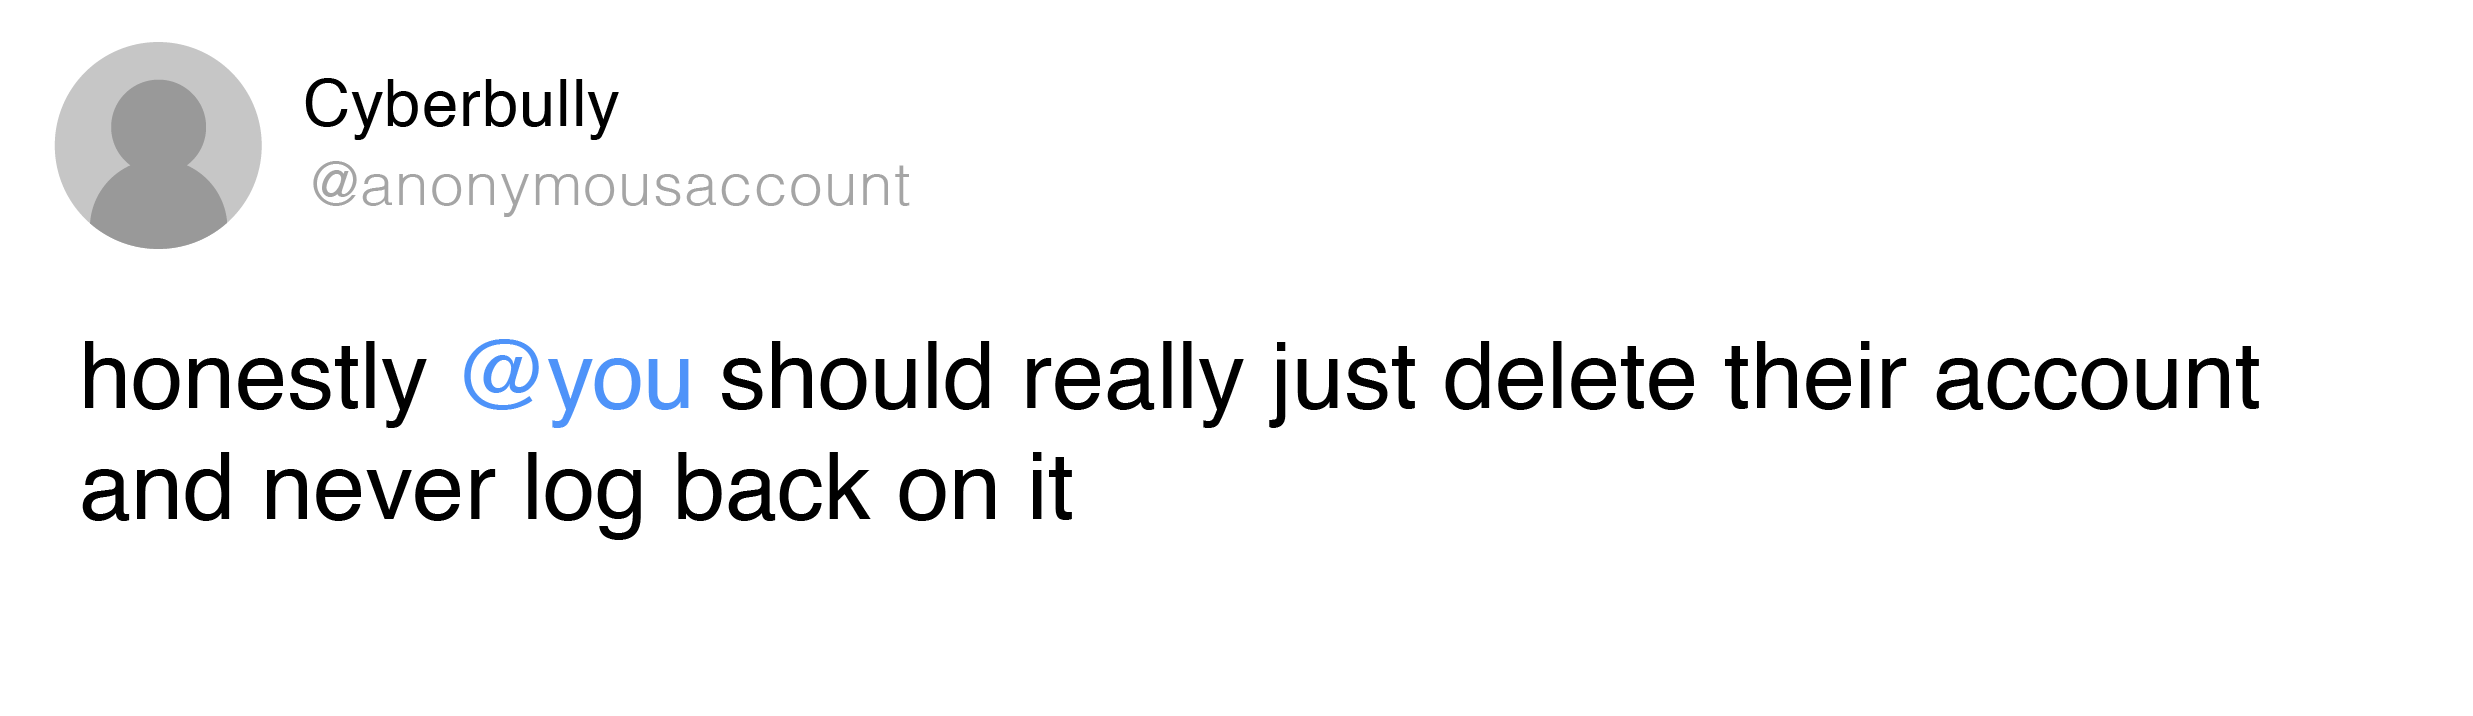 Cyberbully
@anonymousaccount
honestly @you should really just delete their account
and never log back on it